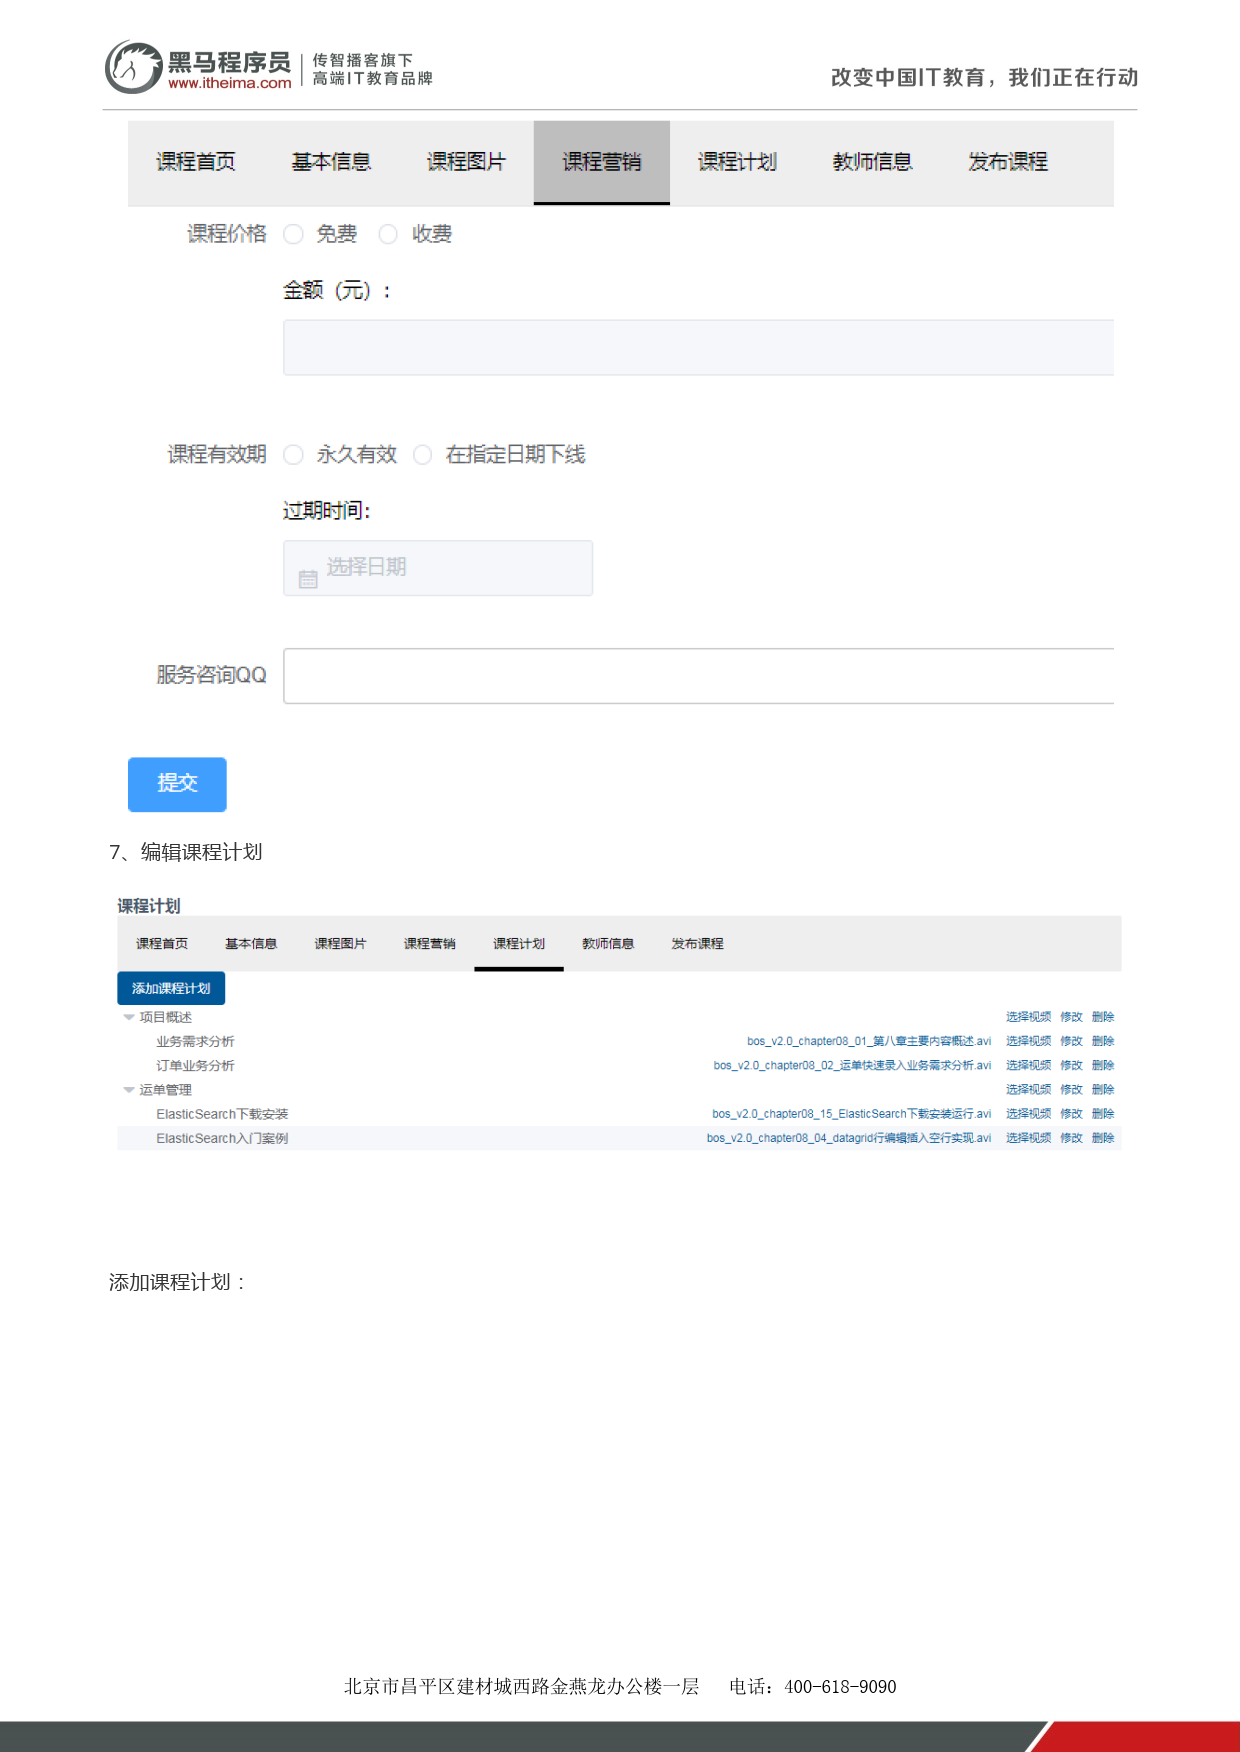 黑马程序员
www.itheima.com
传智播客旗下
高端IT教育品牌
改变中国IT教育，我们正在行动
课程首页 基本信息 课程图片 课程营销 课程计划 教师信息 发布课程
课程价格 免费 收费
金额（元）:
课程有效期 永久有效 在指定日期下线
过期时间:
选择日期
服务咨询QQ
提交
7、编辑课程计划
课程计划
课程首页 基本信息 课程图片 课程营销 课程计划 教师信息 发布课程
添加课程计划
项目概述 选择视频 修改 删除
业务需求分析 bos_v2.0_chapter08_01_第八章主要内容概述.avi 选择视频 修改 删除
订单业务分析 bos_v2.0_chapter08_02_运单快速录入业务需求分析.avi 选择视频 修改 删除
运单管理 选择视频 修改 删除
ElasticSearch下载安装 bos_v2.0_chapter08_15_ElasticSearch下载安装运行.avi 选择视频 修改 删除
ElasticSearch入门案例 bos_v2.0_chapter08_04_datagrid行编辑插入空行实现.avi 选择视频 修改 删除
添加课程计划：
北京市昌平区建材城西路金燕龙办公楼一层 电话：400-618-9090